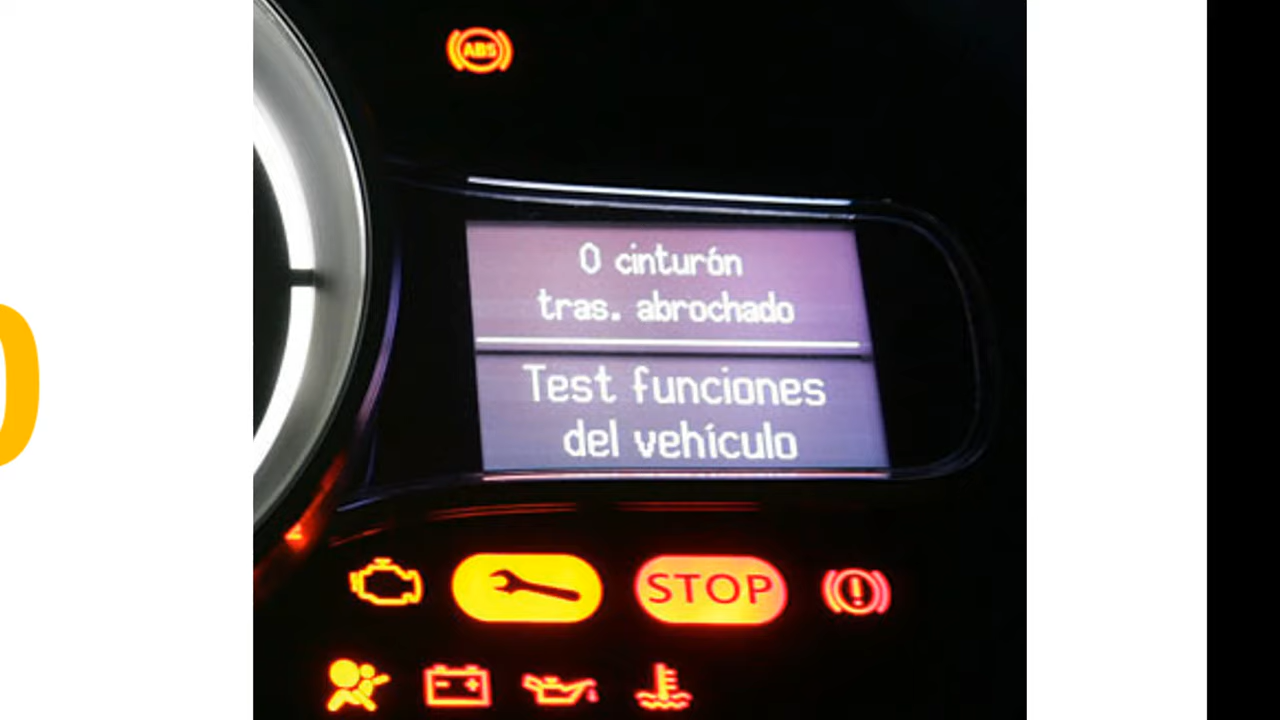 ABS
0 cinturón
tras. abrochado
Test funciones
del vehículo
STOP